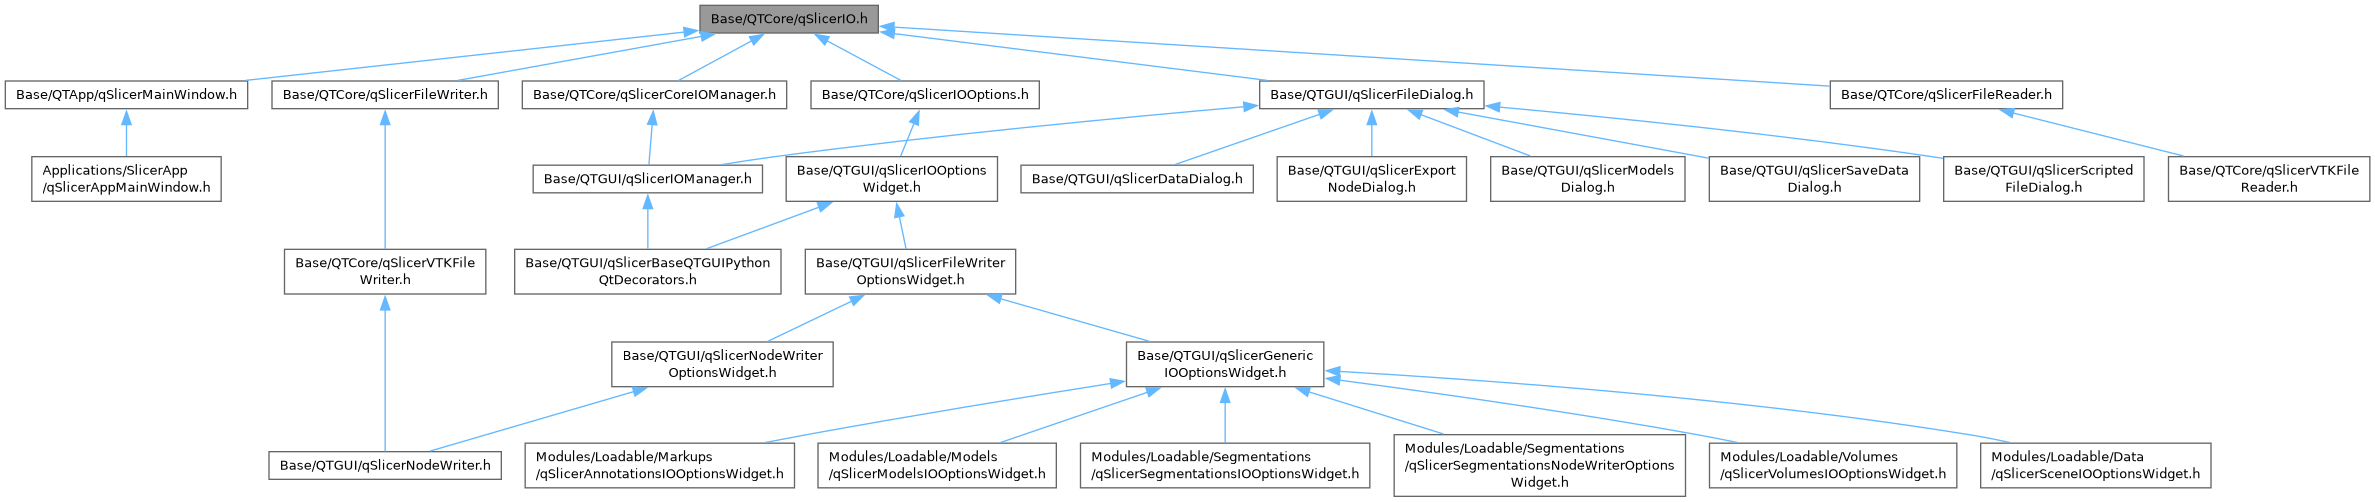 Base/QTCore/qSlicerIO.h
Base/QTApp/qSlicerMainWindow.h
Base/QTCore/qSlicerFileWriter.h
Base/QTCore/qSlicerCoreIOManager.h
Base/QTCore/qSlicerIOOptions.h
Base/QTGUI/qSlicerFileDialog.h
Base/QTCore/qSlicerFileReader.h
Applications/SlicerApp
/qSlicerAppMainWindow.h
Base/QTGUI/qSlicerIOManager.h
Base/QTGUI/qSlicerIOOptions
Widget.h
Base/QTGUI/qSlicerDataDialog.h
Base/QTGUI/qSlicerExport
NodeDialog.h
Base/QTGUI/qSlicerModels
Dialog.h
Base/QTGUI/qSlicerSaveData
Dialog.h
Base/QTGUI/qSlicerScripted
FileDialog.h
Base/QTCore/qSlicerVTKFile
Reader.h
Base/QTCore/qSlicerVTKFile
Writer.h
Base/QTGUI/qSlicerBaseQTGUIPython
QtDecorators.h
Base/QTGUI/qSlicerFileWriter
OptionsWidget.h
Base/QTGUI/qSlicerNodeWriter
OptionsWidget.h
Base/QTGUI/qSlicerGeneric
IOOptionsWidget.h
Base/QTGUI/qSlicerNodeWriter.h
Modules/Loadable/Markups
/qSlicerAnnotationsIOOptionsWidget.h
Modules/Loadable/Models
/qSlicerModelsIOOptionsWidget.h
Modules/Loadable/Segmentations
/qSlicerSegmentationsIOOptionsWidget.h
Modules/Loadable/Segmentations
/qSlicerSegmentationsNodeWriterOptions
Widget.h
Modules/Loadable/Volumes
/qSlicerVolumesIOOptionsWidget.h
Modules/Loadable/Data
/qSlicerSceneIOOptionsWidget.h